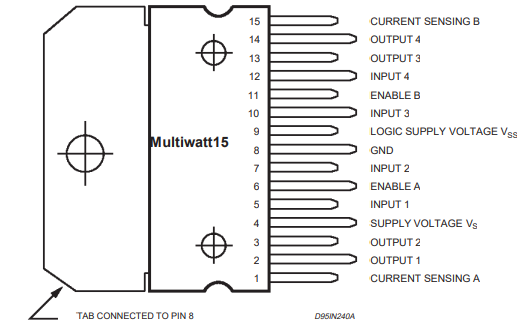 15 CURRENT SENSING B
14 OUTPUT 4
13 OUTPUT 3
12 INPUT 4
11 ENABLE B
10 INPUT 3
9 LOGIC SUPPLY VOLTAGE VSS
Multiwatt15
8 GND
7 INPUT 2
6 ENABLE A
5 INPUT 1
4 SUPPLY VOLTAGE VS
3 OUTPUT 2
2 OUTPUT 1
1 CURRENT SENSING A
TAB CONNECTED TO PIN 8
D95IN240A